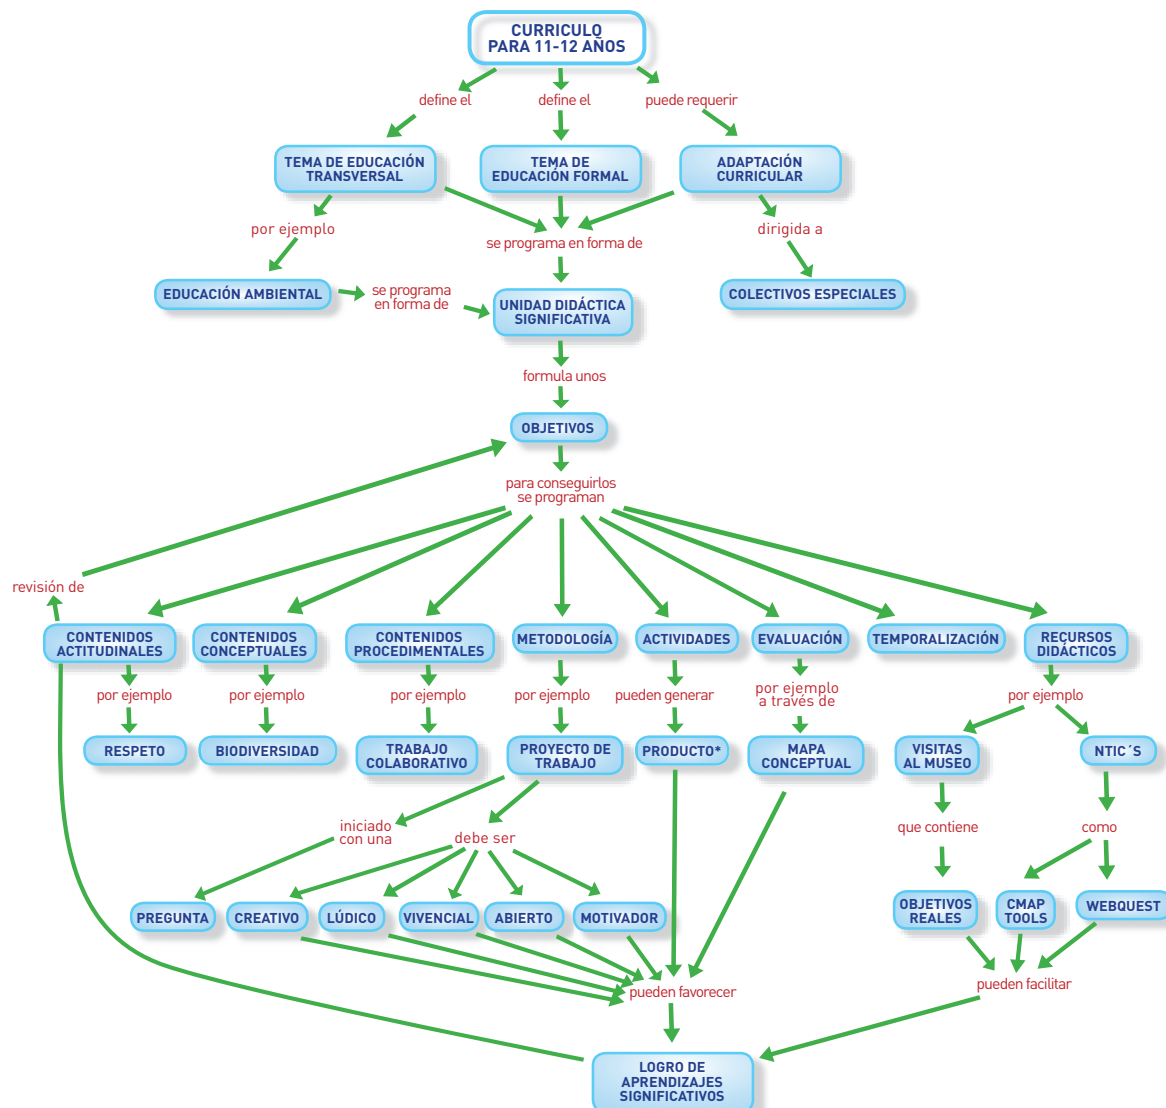 CURRICULO
PARA 11-12 AÑOS
define el
define el
puede requerir
TEMA DE EDUCACIÓN
TRANSVERSAL
TEMA DE
EDUCACIÓN FORMAL
ADAPTACIÓN
CURRICULAR
por ejemplo
se programa en forma de
dirigida a
EDUCACIÓN AMBIENTAL
se programa
en forma de
UNIDAD DIDÁCTICA
SIGNIFICATIVA
COLECTIVOS ESPECIALES
formula unos
OBJETIVOS
para conseguirlos
se programan
revisión de
CONTENIDOS
ACTITUDINALES
CONTENIDOS
CONCEPTUALES
CONTENIDOS
PROCEDIMENTALES
METODOLOGÍA
ACTIVIDADES
EVALUACIÓN
TEMPORALIZACIÓN
RECURSOS
DIDÁCTICOS
por ejemplo
por ejemplo
por ejemplo
por ejemplo
pueden generar
por ejemplo
a través de
por ejemplo
RESPETO
BIODIVERSIDAD
TRABAJO
COLABORATIVO
PROYECTO DE
TRABAJO
PRODUCTO*
MAPA
CONCEPTUAL
VISITAS
AL MUSEO
NTIC´S
iniciado
con una
debe ser
que contiene
como
PREGUNTA
CREATIVO
LÚDICO
VIVENCIAL
ABIERTO
MOTIVADOR
OBJETIVOS
REALES
CMAP
TOOLS
WEBQUEST
pueden favorecer
pueden facilitar
LOGRO DE
APRENDIZAJES
SIGNIFICATIVOS